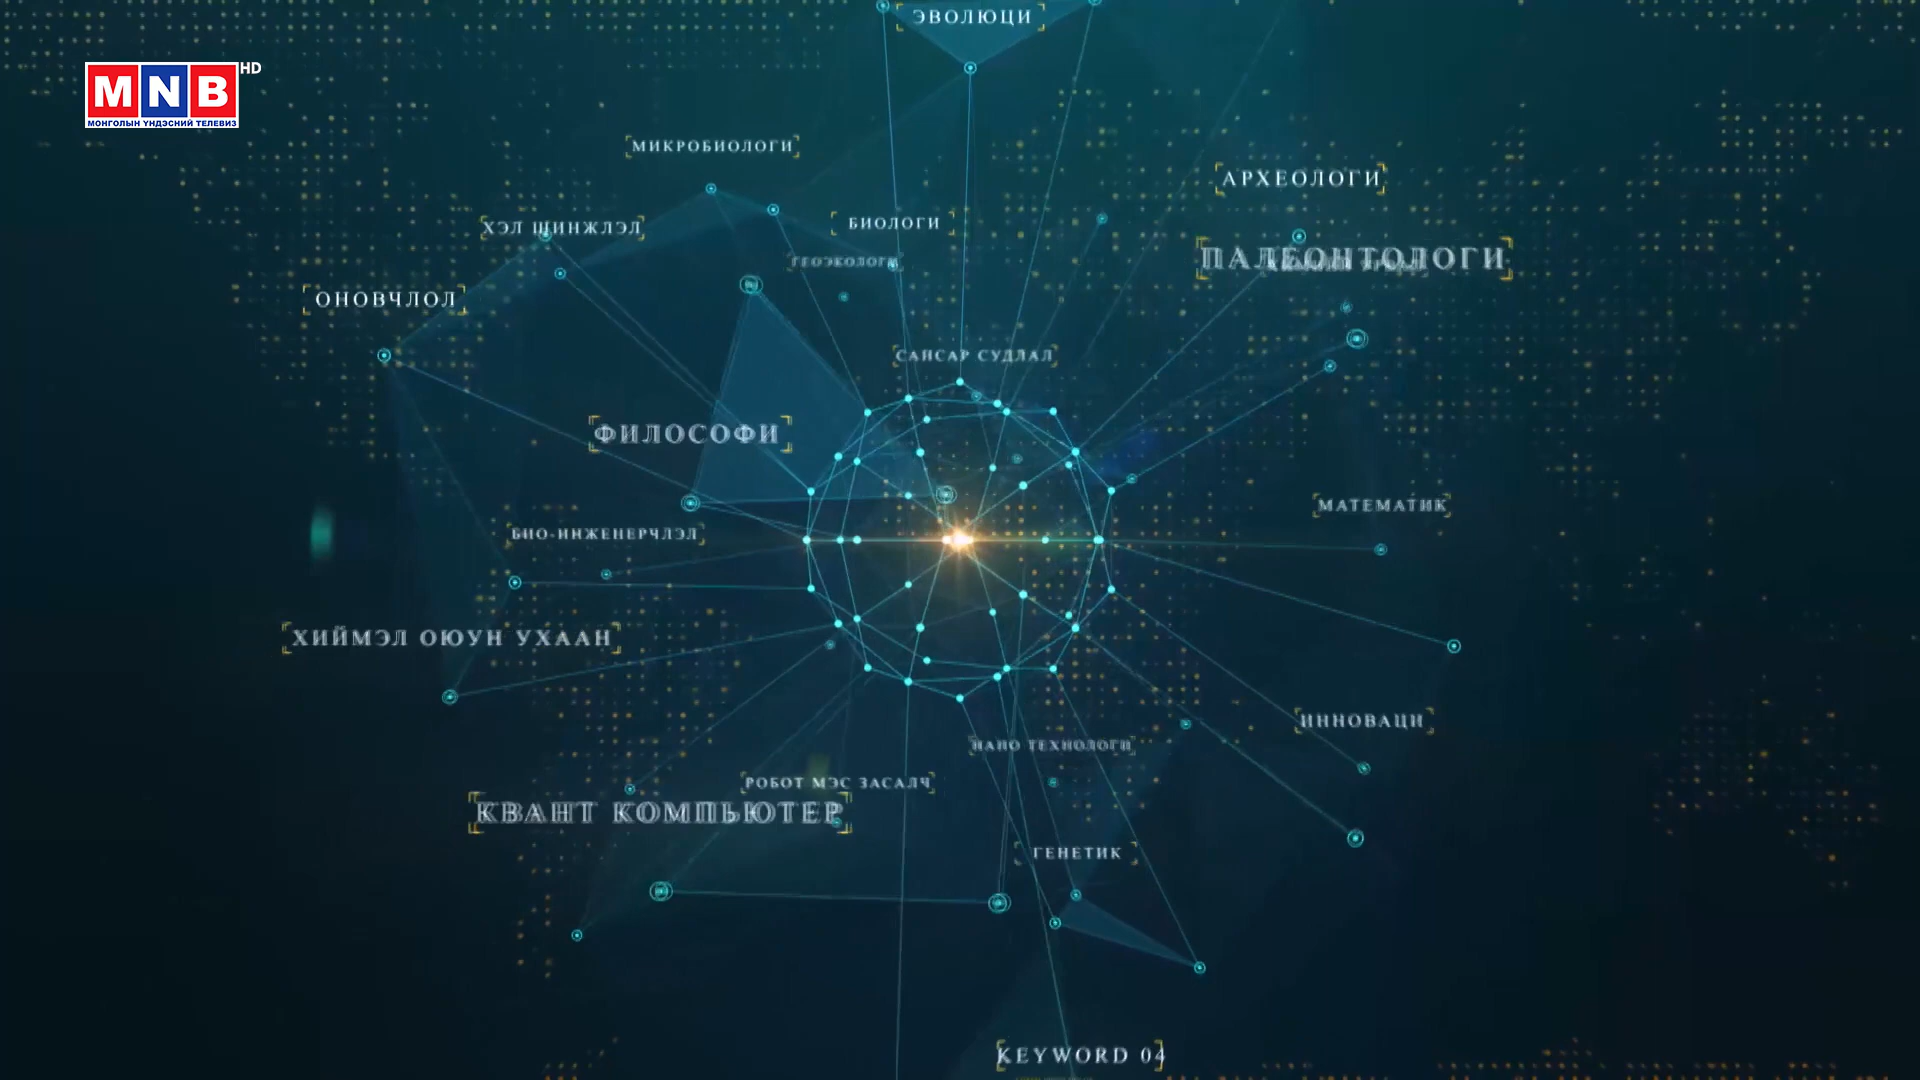 ЭВОЛЮЦИ
MNB HD
МОНГОЛЫН ҮНДЭСНИЙ ТЕЛЕВИЗ
МИКРОБИОЛОГИ
АРХЕОЛОГИ
ХЭЛ ШИНЖЛЭЛ
БИОЛОГИ
ГЕОЭКОЛОГИ
ПАЛЕОНТОЛОГИ
ОНОВЧЛОЛ
САНСАР СУДЛАЛ
ФИЛОСОФИ
МАТЕМАТИК
БИО-ИНЖЕНЕРЧЛЭЛ
ХИЙМЭЛ ОЮУН УХААН
ИННОВАЦИ
НАНО ТЕХНОЛОГИ
РОБОТ МЭС ЗАСАЛЧ
КВАНТ КОМПЬЮТЕР
ГЕНЕТИК
KEYWORD 04